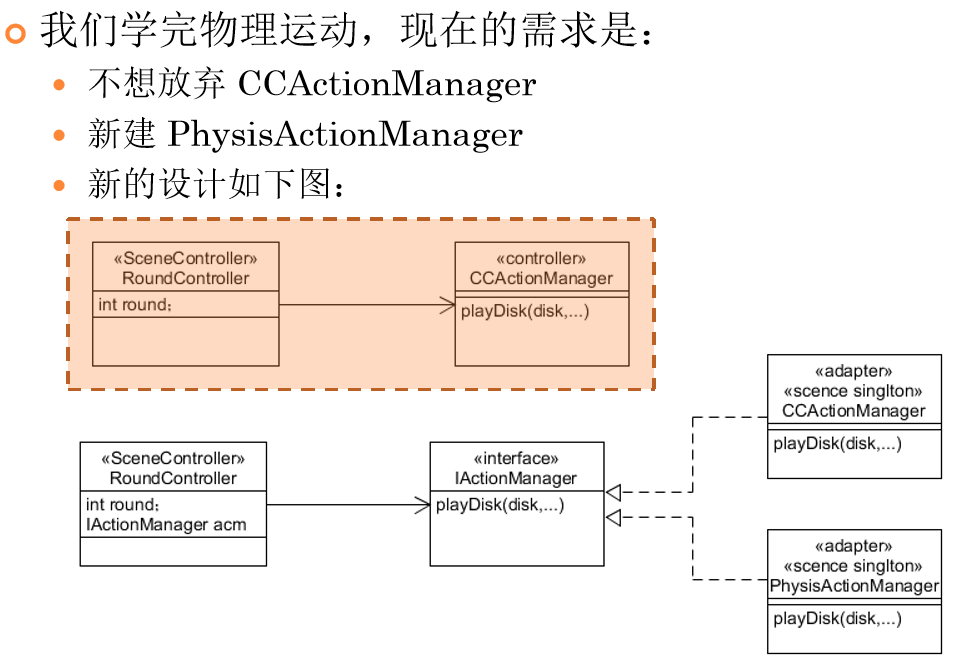 我们学完物理运动，现在的需求是：
不想放弃 CCActionManager
新建 PhysisActionManager
新的设计如下图：
«SceneController»
RoundController
int round;
«controller»
CCActionManager
playDisk(disk,...)
«adapter»
«scence singlton»
CCActionManager
playDisk(disk,...)
«SceneController»
RoundController
int round;
IActionManager acm
«interface»
IActionManager
playDisk(disk,...)
«adapter»
«scence singlton»
PhysisActionManager
playDisk(disk,...)